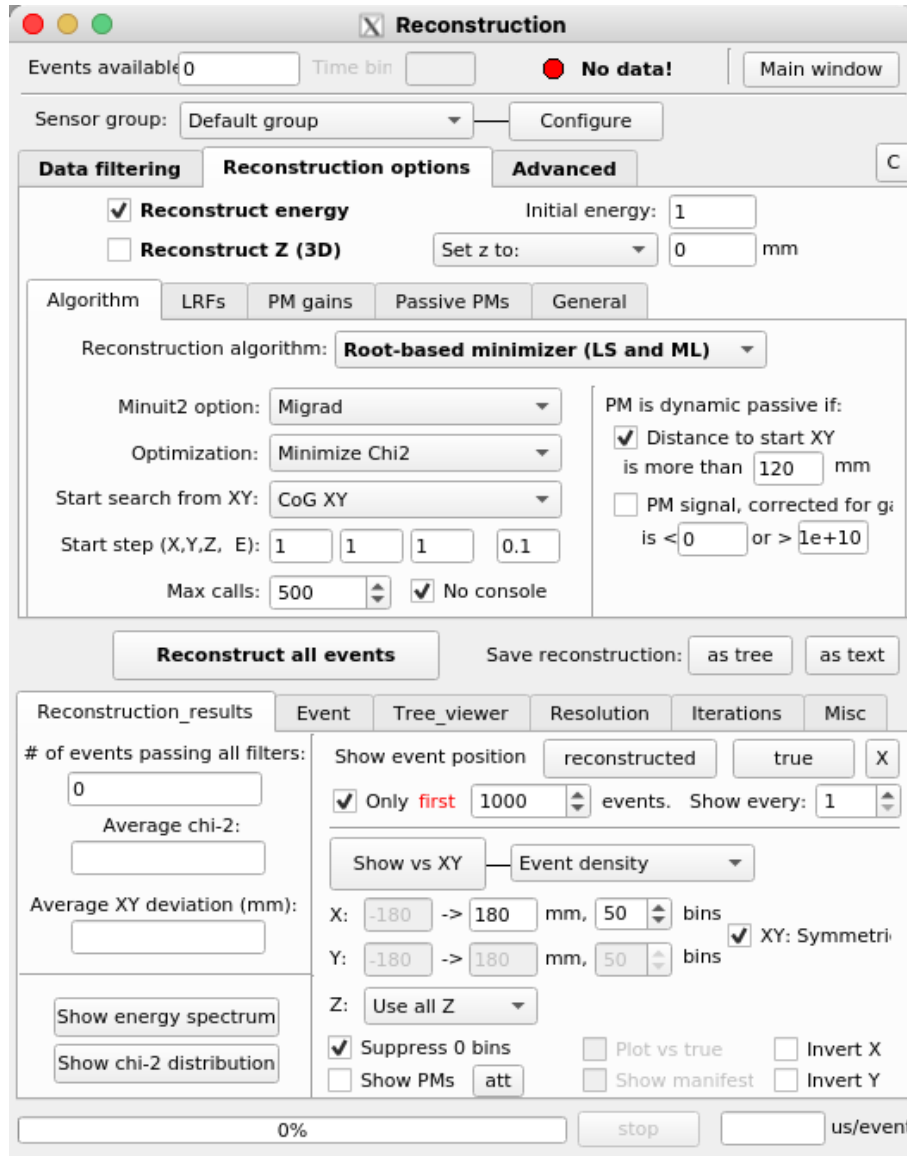 Reconstruction
Events available 0 Time bin No data! Main window
Sensor group: Default group Configure
Data filtering Reconstruction options Advanced C
Reconstruct energy Initial energy: 1
Reconstruct Z (3D) Set z to: 0 mm
Algorithm LRFs PM gains Passive PMs General
Reconstruction algorithm: Root-based minimizer (LS and ML)
Minuit2 option: Migrad
Optimization: Minimize Chi2
Start search from XY: CoG XY
Start step (X,Y,Z, E): 1 1 1 0.1
Max calls: 500 No console
PM is dynamic passive if:
Distance to start XY
is more than 120 mm
PM signal, corrected for ga
is < 0 or > 1e+10
Reconstruct all events Save reconstruction: as tree as text
Reconstruction_results Event Tree_viewer Resolution Iterations Misc
# of events passing all filters:
0
Average chi-2:
Average XY deviation (mm):
Show energy spectrum
Show chi-2 distribution
Show event position reconstructed true X
Only first 1000 events. Show every: 1
Show vs XY Event density
X: -180 -> 180 mm, 50 bins
XY: Symmetri
Y: -180 -> 180 mm, 50 bins
Z: Use all Z
Suppress 0 bins Plot vs true Invert X
Show PMs att Show manifest Invert Y
0% stop us/event